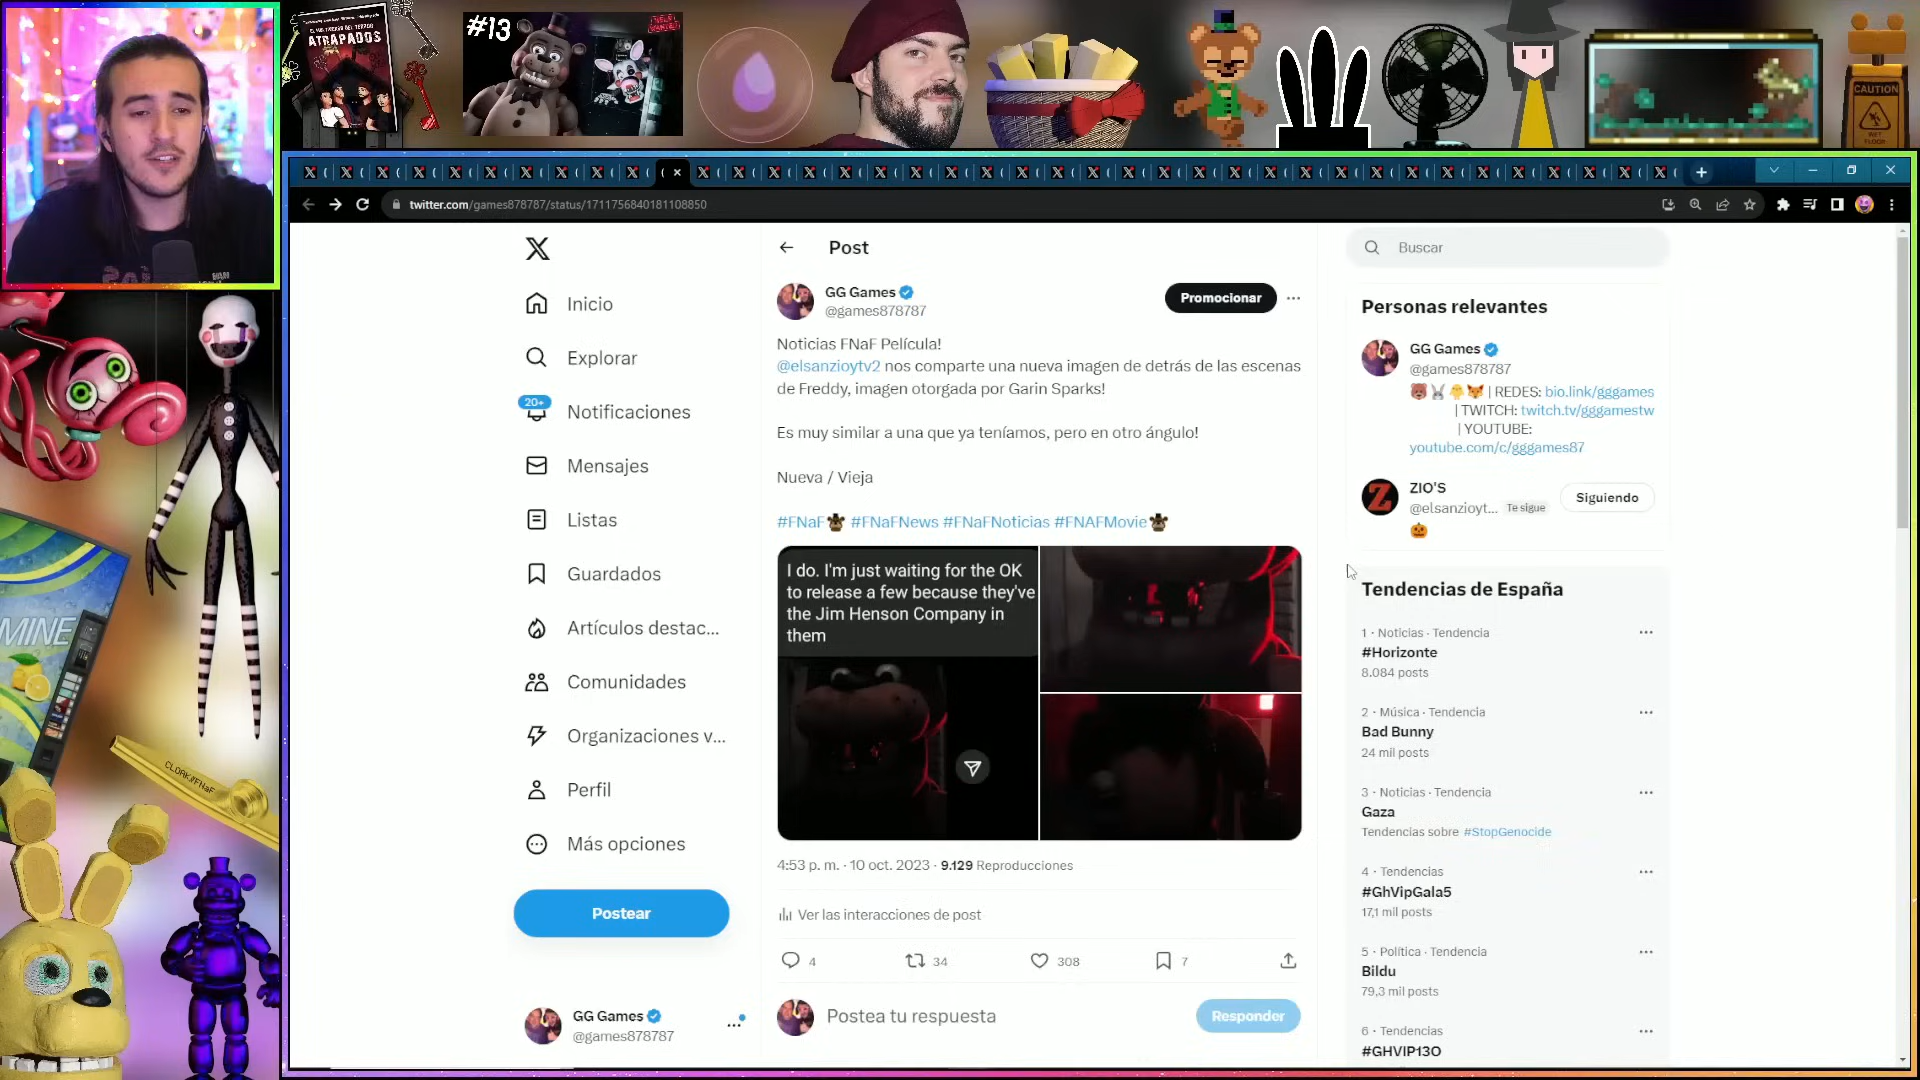 ATRAPADOS
#13
CAUTION
WET
FLOOR
twitter.com/games878787/status/1711756840181108850
Post
Buscar
Inicio
Explorar
20+
Notificaciones
Mensajes
Listas
Guardados
Artículos destac...
Comunidades
Organizaciones v...
Perfil
Más opciones
Postear
GG Games
@games878787
GG Games
@games878787
Promocionar
Noticias FNaF Película!
@elsanzioytv2 nos comparte una nueva imagen de detrás de las escenas
de Freddy, imagen otorgada por Garin Sparks!
Es muy similar a una que ya teníamos, pero en otro ángulo!
Nueva / Vieja
#FNaF #FNaFNews #FNaFNoticias #FNAFMovie
I do. I'm just waiting for the OK
to release a few because they've
the Jim Henson Company in
them
4:53 p. m. · 10 oct. 2023 · 9.129 Reproducciones
Ver las interacciones de post
4 34 308 7
Postea tu respuesta
Responder
Personas relevantes
GG Games
@games878787
| REDES: bio.link/gggames
| TWITCH: twitch.tv/gggamestw
| YOUTUBE:
youtube.com/c/gggames87
ZIO'S
@elsanzioyt... Te sigue
Siguiendo
Tendencias de España
1 · Noticias · Tendencia
#Horizonte
8.084 posts
2 · Música · Tendencia
Bad Bunny
24 mil posts
3 · Noticias · Tendencia
Gaza
Tendencias sobre #StopGenocide
4 · Tendencias
#GhVipGala5
17,1 mil posts
5 · Política · Tendencia
Bildu
79,3 mil posts
6 · Tendencias
#GHVIP13O
MINE
CLOAK//FNaF